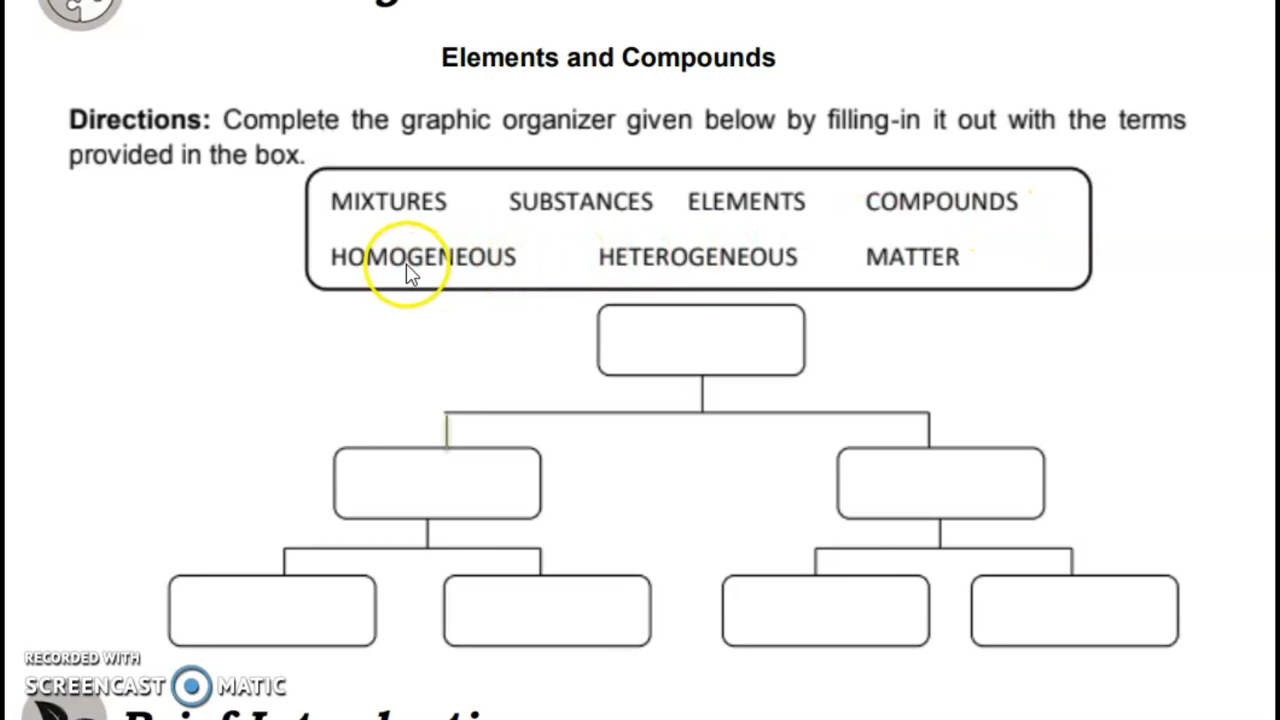 Elements and Compounds
Directions: Complete the graphic organizer given below by filling-in it out with the terms
provided in the box.
MIXTURES SUBSTANCES ELEMENTS COMPOUNDS
HOMOGENEOUS HETEROGENEOUS MATTER
RECORDED WITH
SCREENCAST MATIC
Brief